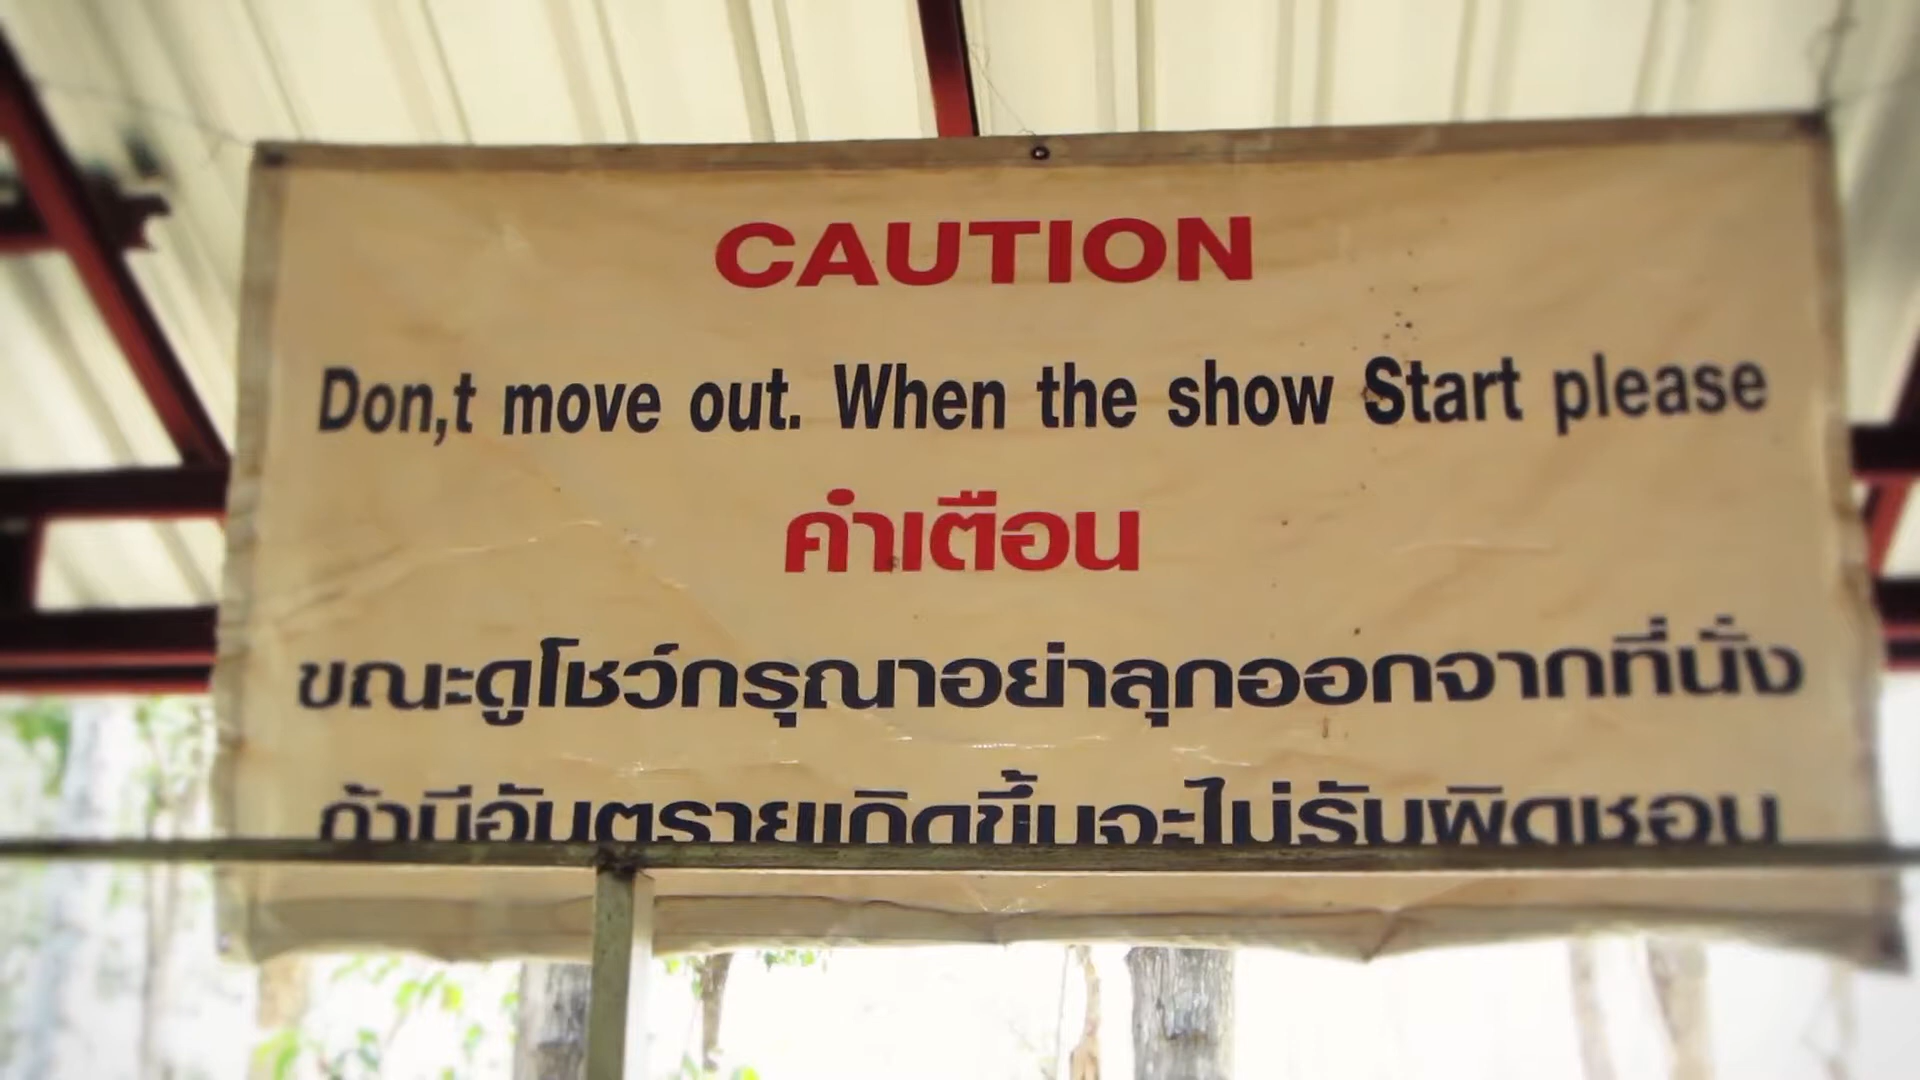 CAUTION
Don,t move out. When the show Start please
คำเตือน
ขณะดูโชว์กรุณาอย่าลุกออกจากที่นั่ง
ถ้ามีอันตรายเกิดขึ้นจะไม่รับผิดชอบ